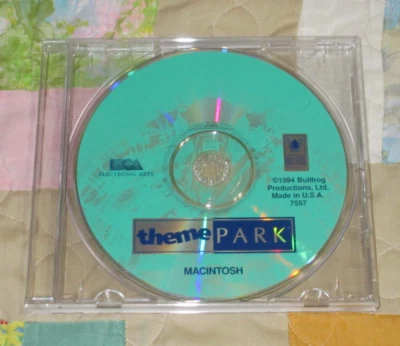 ELECTRONIC ARTS
©1994 Bullfrog
Productions, Ltd.
Made in U.S.A.
7557
theme PARK
MACINTOSH